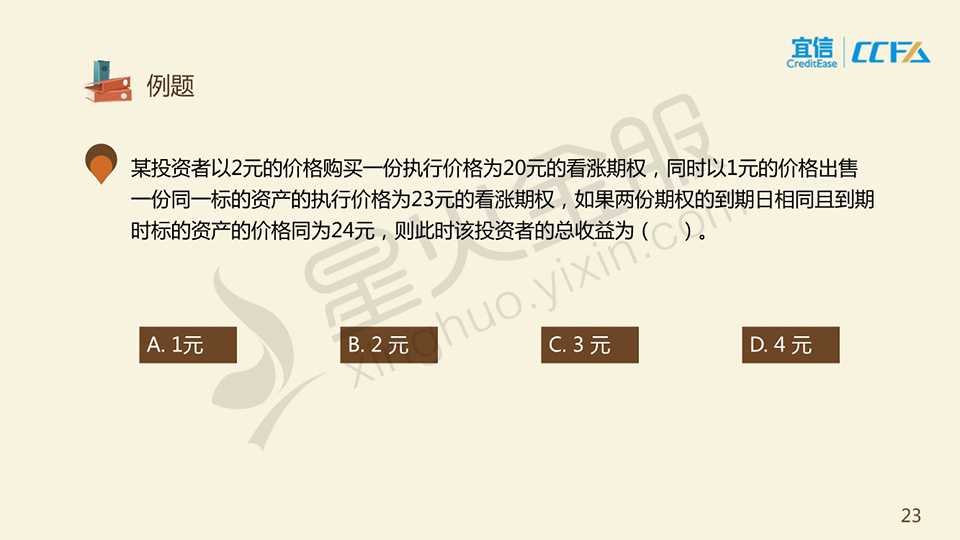 宜信
CreditEase
CCFA
例题
某投资者以2元的价格购买一份执行价格为20元的看涨期权，同时以1元的价格出售
一份同一标的资产的执行价格为23元的看涨期权，如果两份期权的到期日相同且到期
时标的资产的价格同为24元，则此时该投资者的总收益为（　）。
星火金服
xinghuo.yixin.com
A. 1元
B. 2 元
C. 3 元
D. 4 元
23